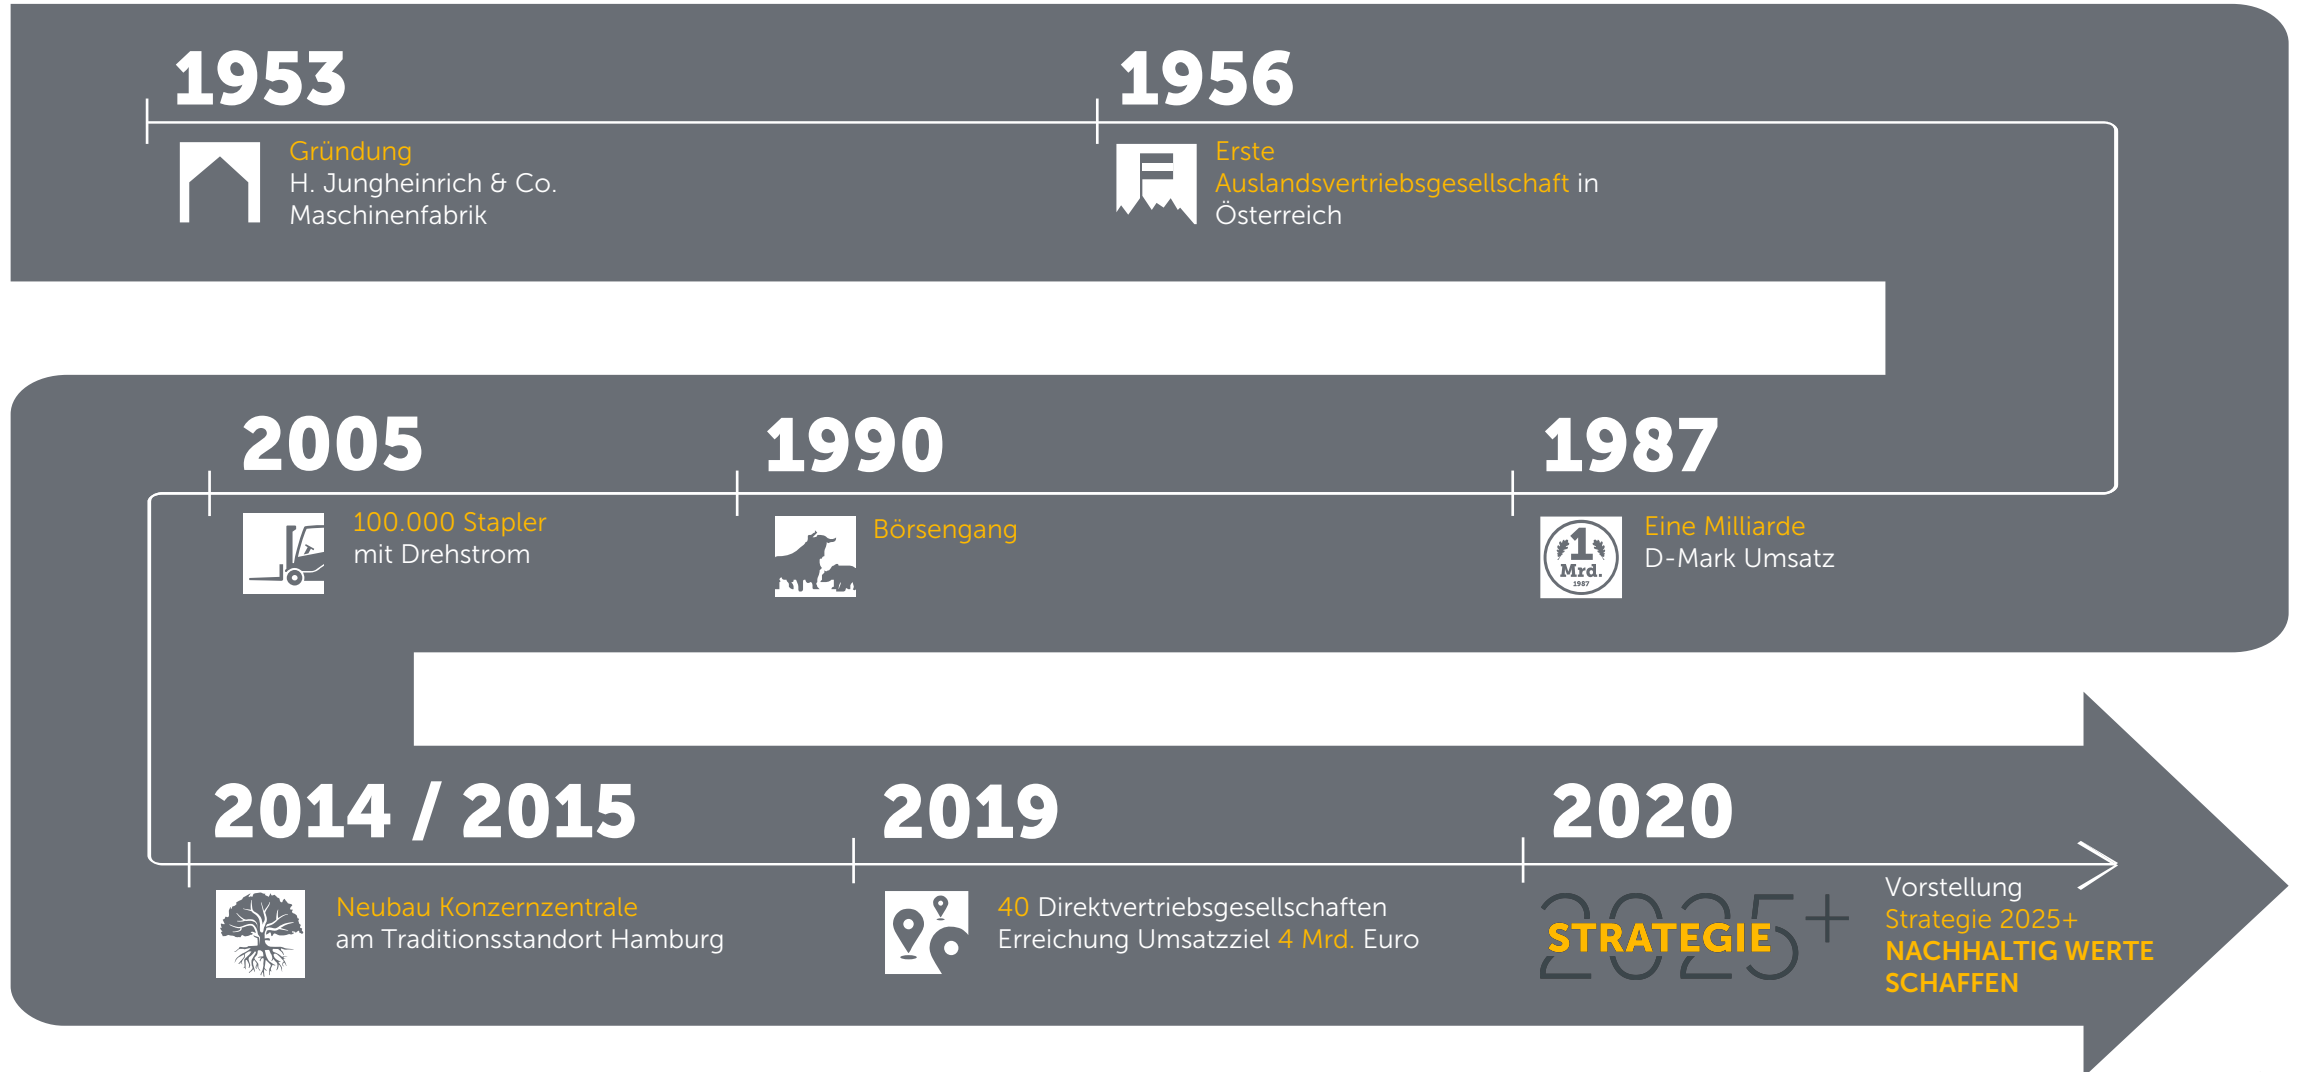 1953
Gründung
H. Jungheinrich & Co.
Maschinenfabrik
1956
Erste
Auslandsvertriebsgesellschaft in
Österreich
1987
1
Mrd.
1987
Eine Milliarde
D-Mark Umsatz
1990
Börsengang
2005
100.000 Stapler
mit Drehstrom
2014 / 2015
Neubau Konzernzentrale
am Traditionsstandort Hamburg
2019
40 Direktvertriebsgesellschaften
Erreichung Umsatzziel 4 Mrd. Euro
2020
2025+
STRATEGIE
Vorstellung
Strategie 2025+
NACHHALTIG WERTE
SCHAFFEN